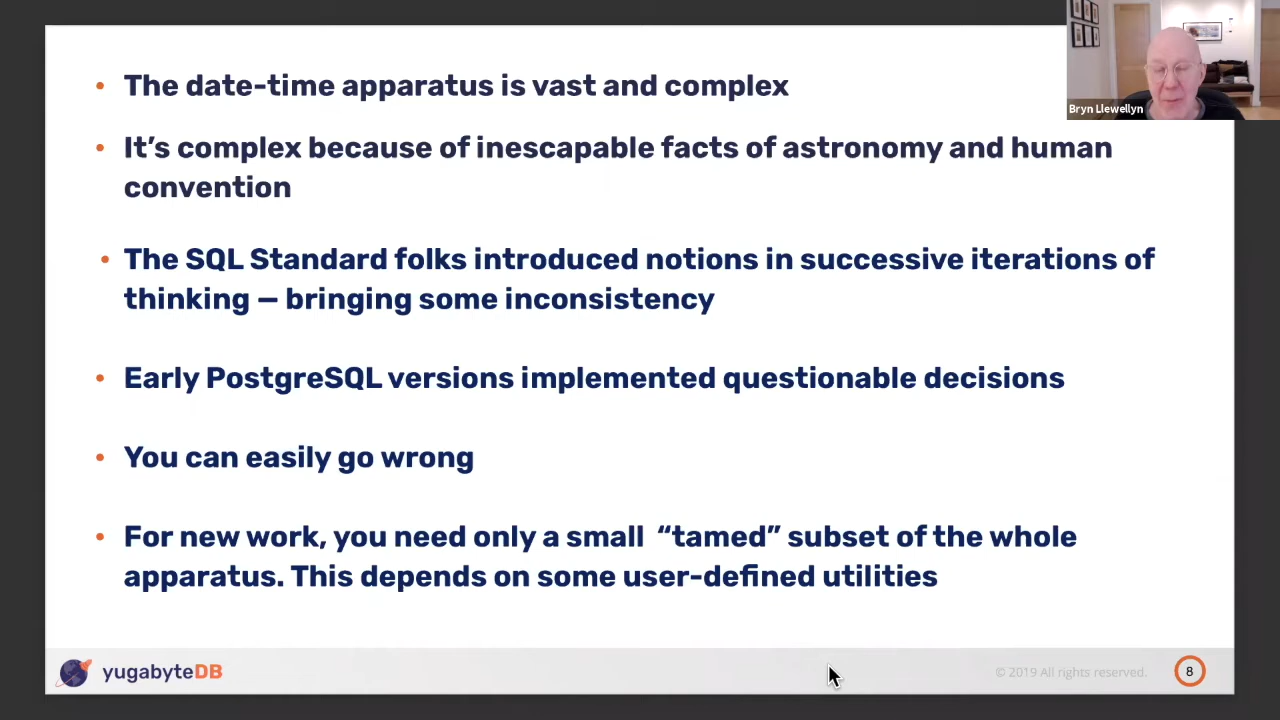 • The date-time apparatus is vast and complex
Bryn Llewellyn
• It’s complex because of inescapable facts of astronomy and human
convention
• The SQL Standard folks introduced notions in successive iterations of
thinking — bringing some inconsistency
• Early PostgreSQL versions implemented questionable decisions
• You can easily go wrong
• For new work, you need only a small “tamed” subset of the whole
apparatus. This depends on some user-defined utilities
yugabyteDB
© 2019 All rights reserved.
8